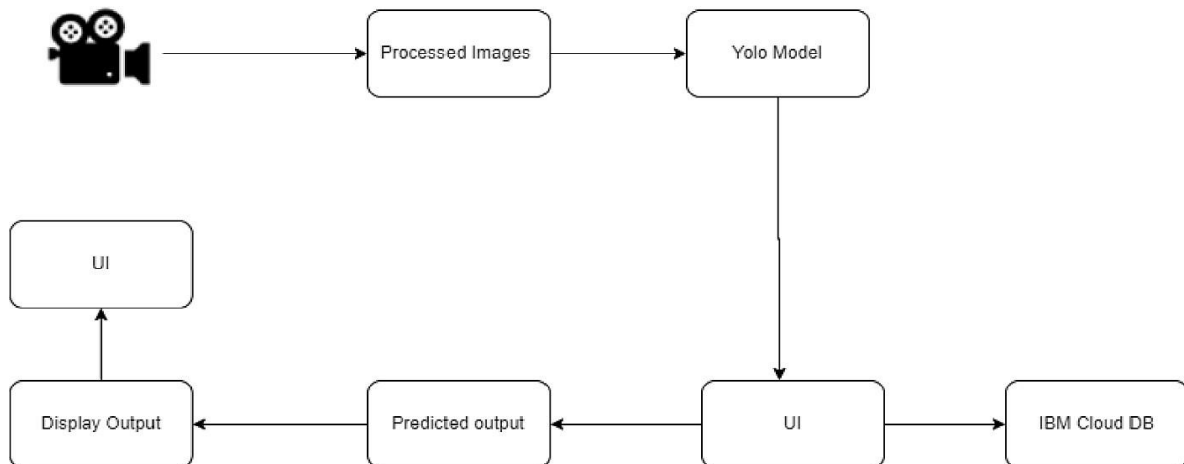 Processed Images
Yolo Model
UI
Display Output
Predicted output
UI
IBM Cloud DB